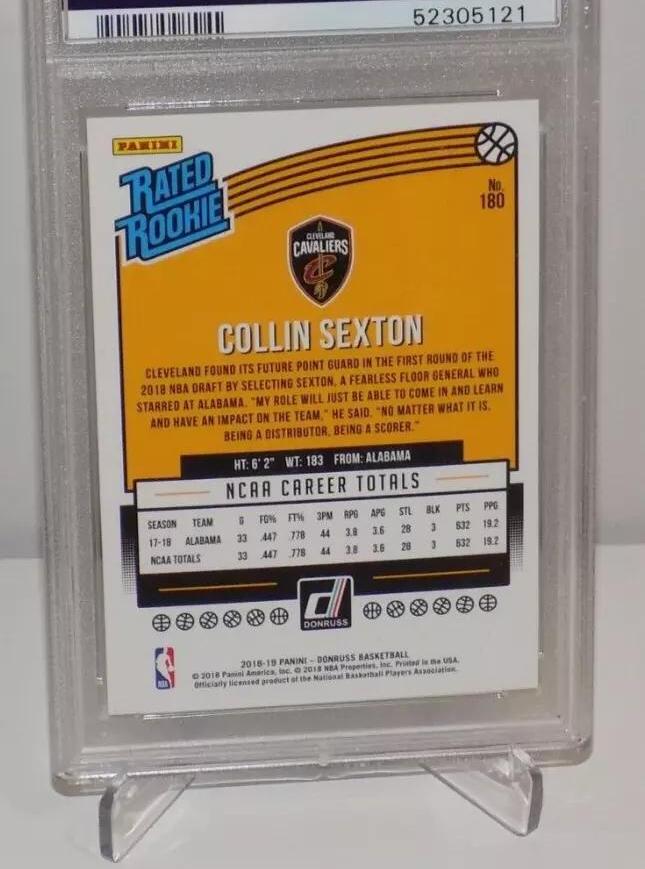 52305121
PANINI
RATED
ROOKIE
No.
180
CLEVELAND
CAVALIERS
C
COLLIN SEXTON
CLEVELAND FOUND ITS FUTURE POINT GUARD IN THE FIRST ROUND OF THE
2018 NBA DRAFT BY SELECTING SEXTON, A FEARLESS FLOOR GENERAL WHO
STARRED AT ALABAMA. "MY ROLE WILL JUST BE ABLE TO COME IN AND LEARN
AND HAVE AN IMPACT ON THE TEAM," HE SAID. "NO MATTER WHAT IT IS,
BEING A DISTRIBUTOR, BEING A SCORER."
HT: 6' 2" WT: 183 FROM: ALABAMA
NCAA CAREER TOTALS
SEASON TEAM G FG% FT% 3PM RPG APG STL BLK PTS PPG
17-18 ALABAMA 33 .447 .778 44 3.8 3.6 28 3 632 19.2
NCAA TOTALS 33 .447 .778 44 3.8 3.6 28 3 632 19.2
d
DONRUSS
NBA
2018-19 PANINI - DONRUSS BASKETBALL
© 2018 Panini America, Inc. © 2018 NBA Properties, Inc. Printed in the USA.
Officially licensed product of the National Basketball Players Association.